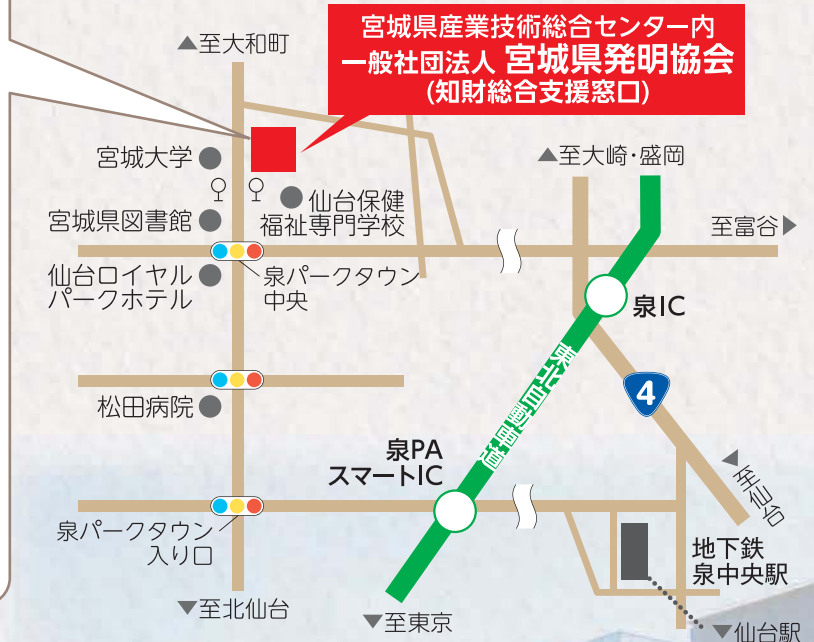 宮城県産業技術総合センター内
一般社団法人 宮城県発明協会
(知財総合支援窓口)
▲至大和町
宮城大学
▲至大崎・盛岡
仙台保健
福祉専門学校
宮城県図書館
至富谷▶
仙台ロイヤル
パークホテル
泉パークタウン
中央
泉IC
東北自動車道
4
松田病院
泉PA
スマートIC
◀至仙台
泉パークタウン
入り口
地下鉄
泉中央駅
▼至北仙台
▼至東京
▼仙台駅